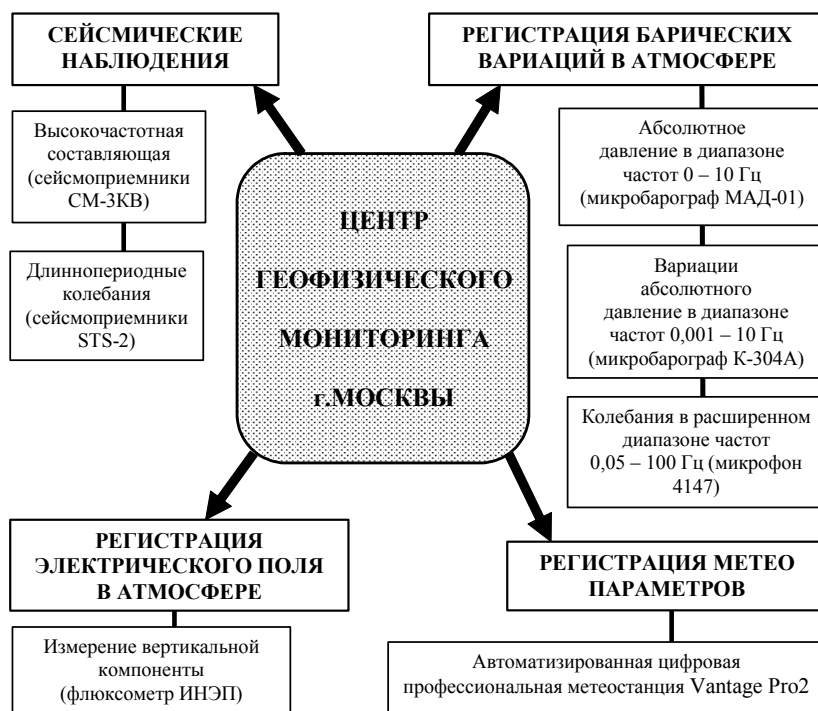 СЕЙСМИЧЕСКИЕ
НАБЛЮДЕНИЯ
Высокочастотная
составляющая
(сейсмоприемники
СМ-3КВ)
Длиннопериодные
колебания
(сейсмоприемники
STS-2)
РЕГИСТРАЦИЯ БАРИЧЕСКИХ
ВАРИАЦИЙ В АТМОСФЕРЕ
Абсолютное
давление в диапазоне
частот 0 – 10 Гц
(микробарограф МАД-01)
Вариации
абсолютного
давление в диапазоне
частот 0,001 – 10 Гц
(микробарограф К-304А)
Колебания в расширенном
диапазоне частот
0,05 – 100 Гц (микрофон
4147)
ЦЕНТР
ГЕОФИЗИЧЕСКОГО
МОНИТОРИНГА
г.МОСКВЫ
РЕГИСТРАЦИЯ
ЭЛЕКТРИЧЕСКОГО ПОЛЯ
В АТМОСФЕРЕ
Измерение вертикальной
компоненты
(флюксометр ИНЭП)
РЕГИСТРАЦИЯ МЕТЕО
ПАРАМЕТРОВ
Автоматизированная цифровая
профессиональная метеостанция Vantage Pro2